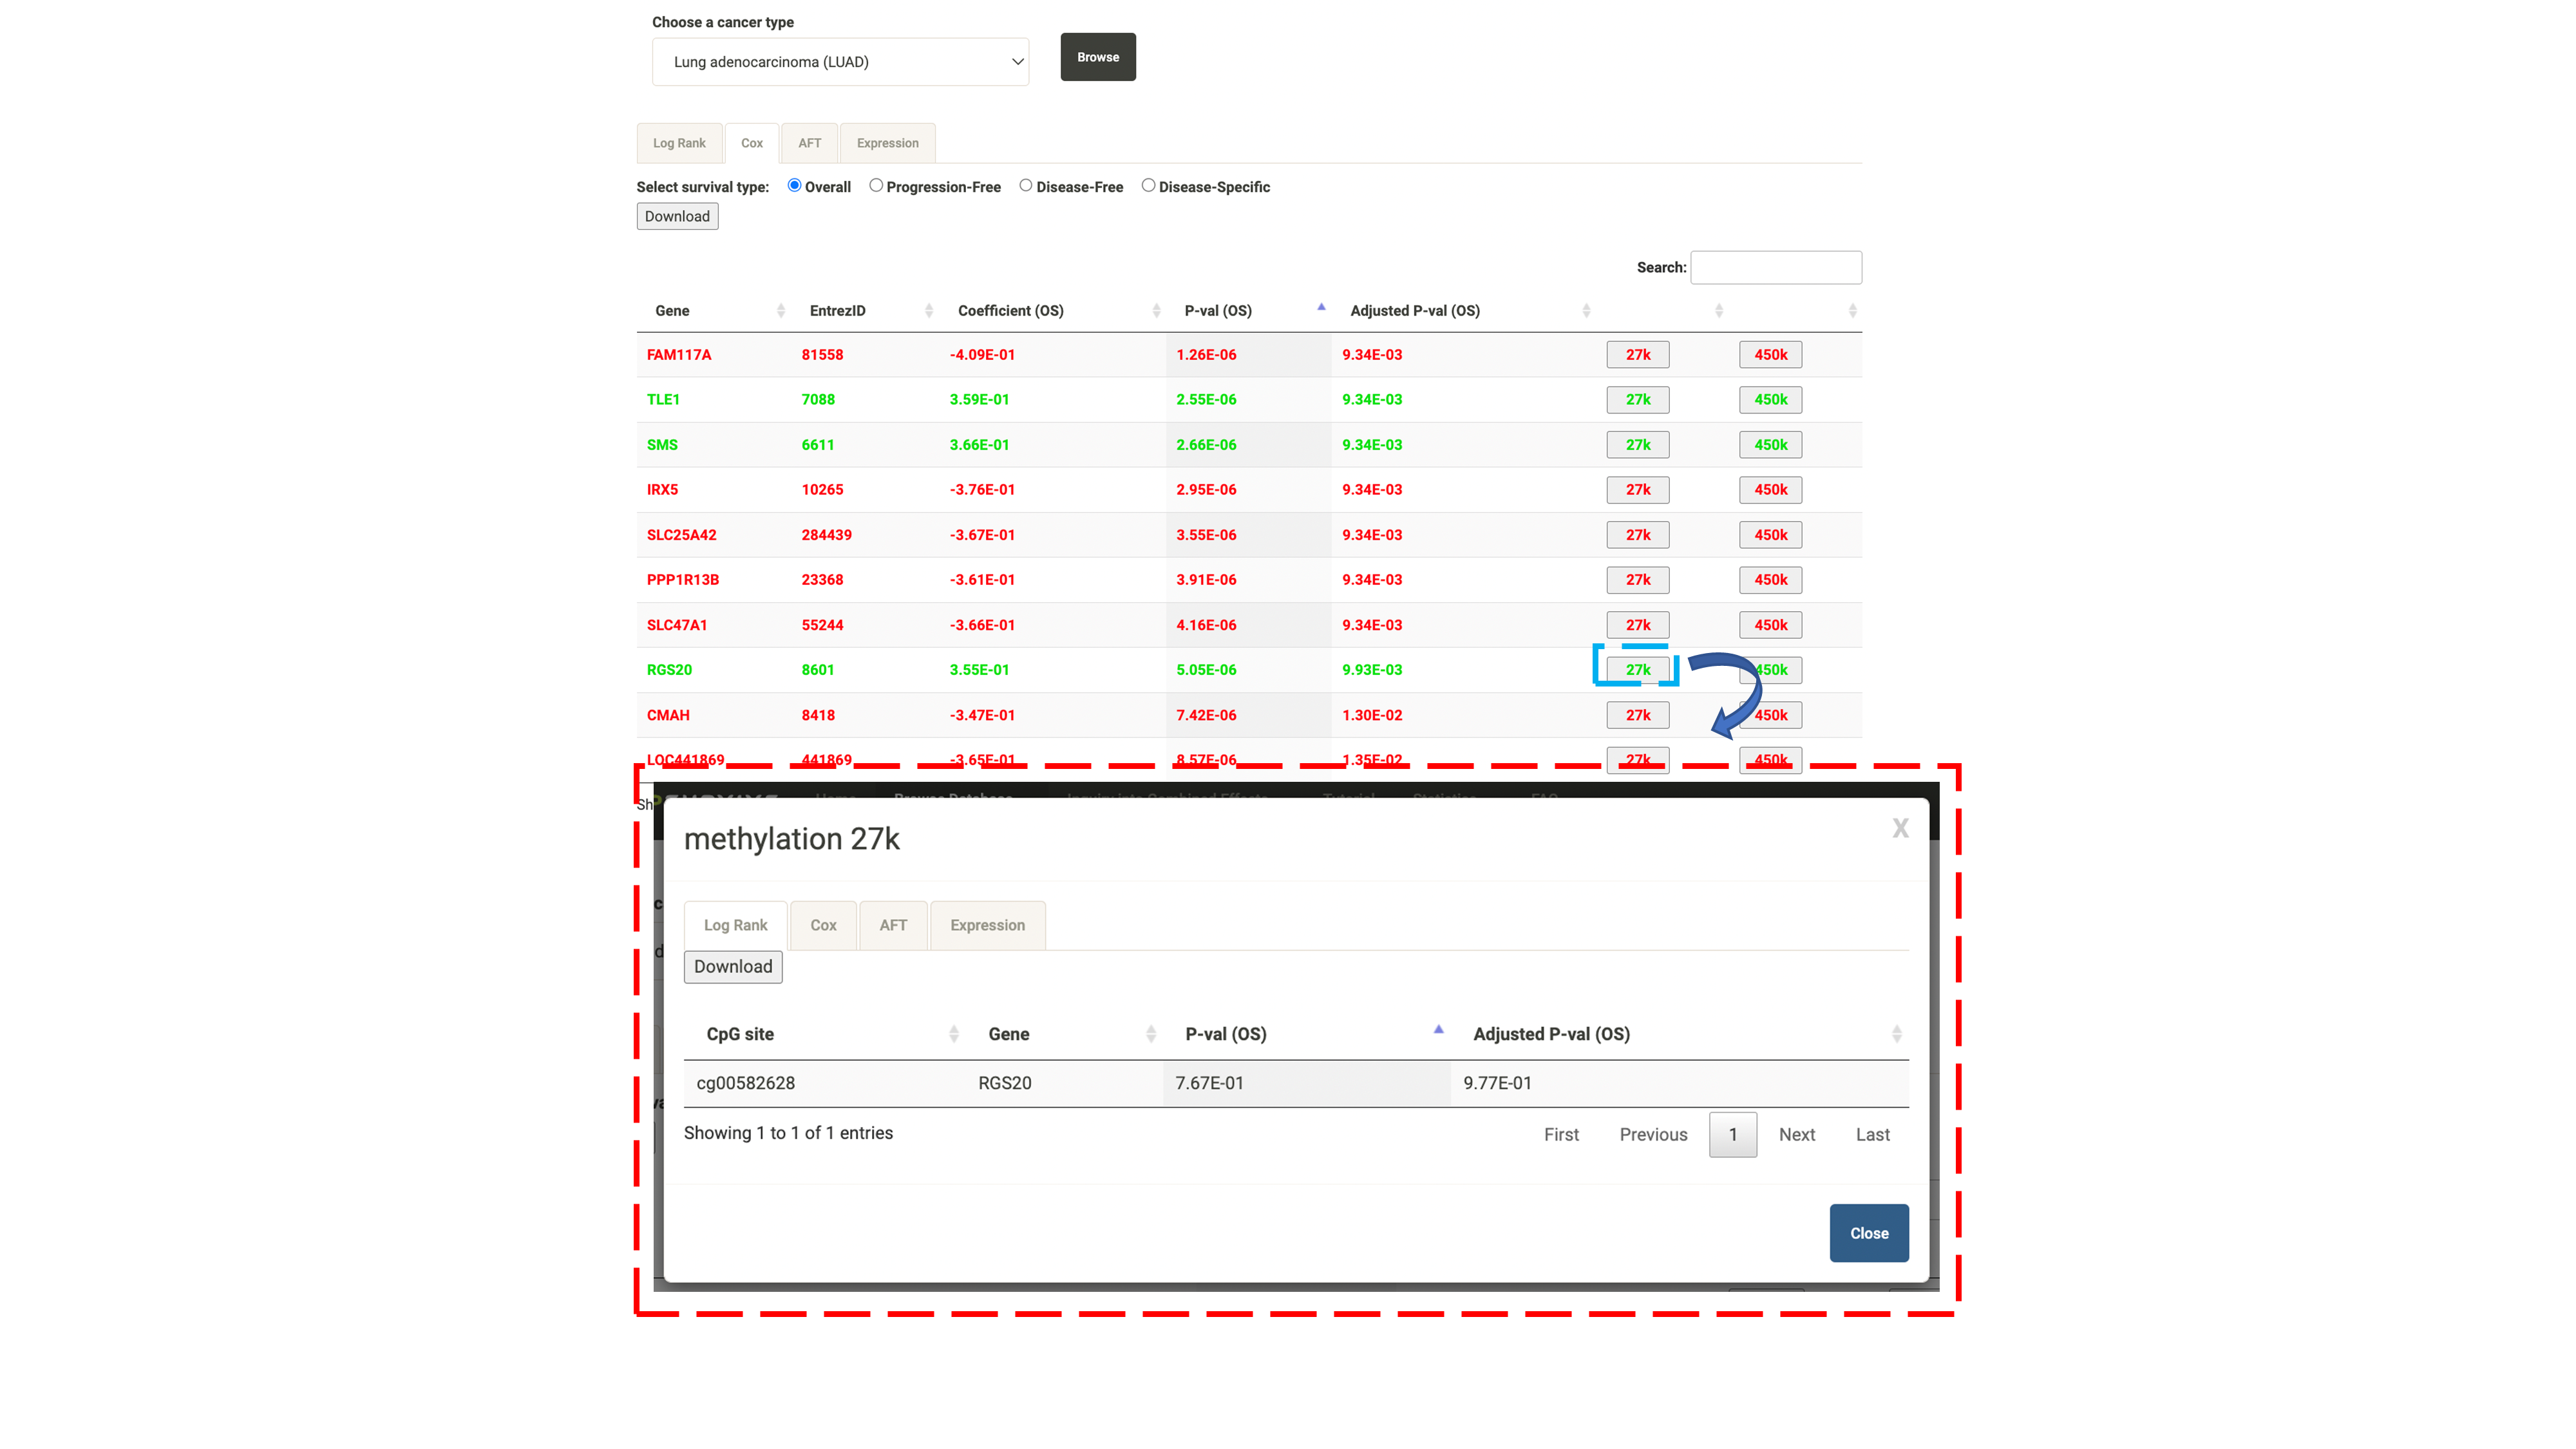 Choose a cancer type
Lung adenocarcinoma (LUAD)
Browse
Log Rank Cox AFT Expression
Select survival type: Overall Progression-Free Disease-Free Disease-Specific
Download
Search:
Gene EntrezID Coefficient (OS) P-val (OS) Adjusted P-val (OS)
FAM117A 81558 -4.09E-01 1.26E-06 9.34E-03 27k 450k
TLE1 7088 3.59E-01 2.55E-06 9.34E-03 27k 450k
SMS 6611 3.66E-01 2.66E-06 9.34E-03 27k 450k
IRX5 10265 -3.76E-01 2.95E-06 9.34E-03 27k 450k
SLC25A42 284439 -3.67E-01 3.55E-06 9.34E-03 27k 450k
PPP1R13B 23368 -3.61E-01 3.91E-06 9.34E-03 27k 450k
SLC47A1 55244 -3.66E-01 4.16E-06 9.34E-03 27k 450k
RGS20 8601 3.55E-01 5.05E-06 9.93E-03 27k 450k
CMAH 8418 -3.47E-01 7.42E-06 1.30E-02 27k 450k
LOC441869 441869 -3.65E-01 8.57E-06 1.35E-02 27k 450k
Home Browse Database Inquiry into Combined Effects Tutorial Statistics FAQ
methylation 27k X
Log Rank Cox AFT Expression
Download
CpG site Gene P-val (OS) Adjusted P-val (OS)
cg00582628 RGS20 7.67E-01 9.77E-01
Showing 1 to 1 of 1 entries First Previous 1 Next Last
Close